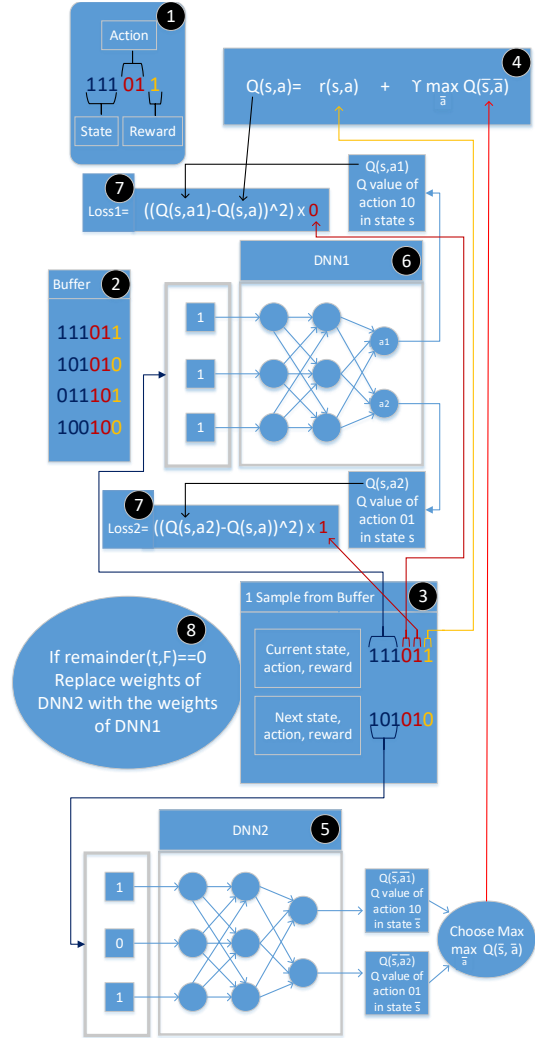 1
Action
111 01 1
State
Reward
4
Q(s,a)= r(s,a) + ϒ max Q(s̅,a̅)
a̅
7
Loss1= ((Q(s,a1)-Q(s,a))^2) x 0
Q(s,a1)
Q value of
action 10
in state s
DNN1
6
Buffer
2
111011
101010
011101
100100
1
1
1
a1
a2
7
Loss2= ((Q(s,a2)-Q(s,a))^2) x 1
Q(s,a2)
Q value of
action 01
in state s
3
1 Sample from Buffer
Current state,
action, reward
111011
Next state,
action, reward
101010
8
If remainder(t,F)==0
Replace weights of
DNN2 with the weights
of DNN1
DNN2
5
1
0
1
Q(s̅,a̅1̅)
Q value of
action 10
in state s̅
Q(s̅,a̅2̅)
Q value of
action 01
in state s̅
Choose Max
max Q(s̅, a̅)
a̅